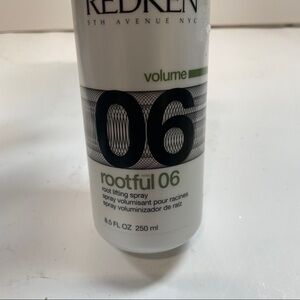 REDKEN
5TH AVENUE NYC
volume
06
rootful 06
root lifting spray
spray volumisant pour racines
spray voluminizador de raíz
8.5 FL.OZ. 250 ml